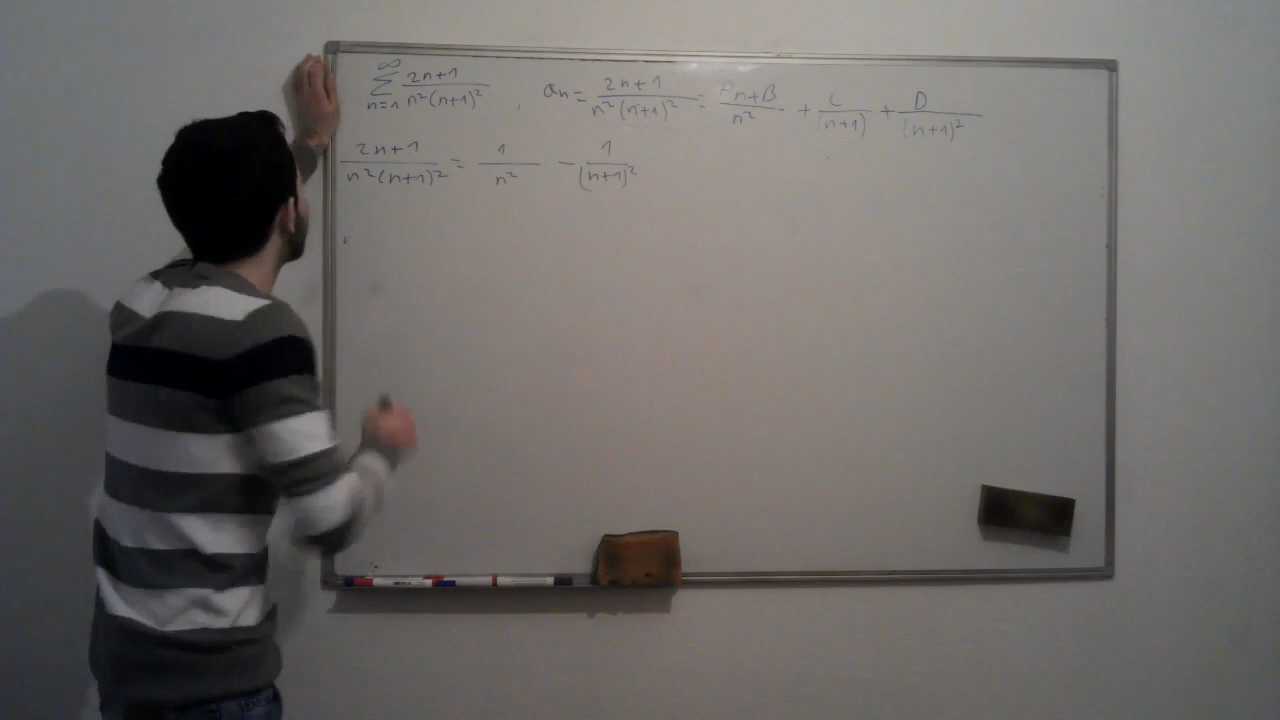 ∞∑n=1 (2n+1)/(n²(n+1)²) , an = (2n+1)/(n²(n+1)²) = (An+B)/n² + C/(n+1) + D/(n+1)²
(2n+1)/(n²(n+1)²) = 1/n² − 1/(n+1)²